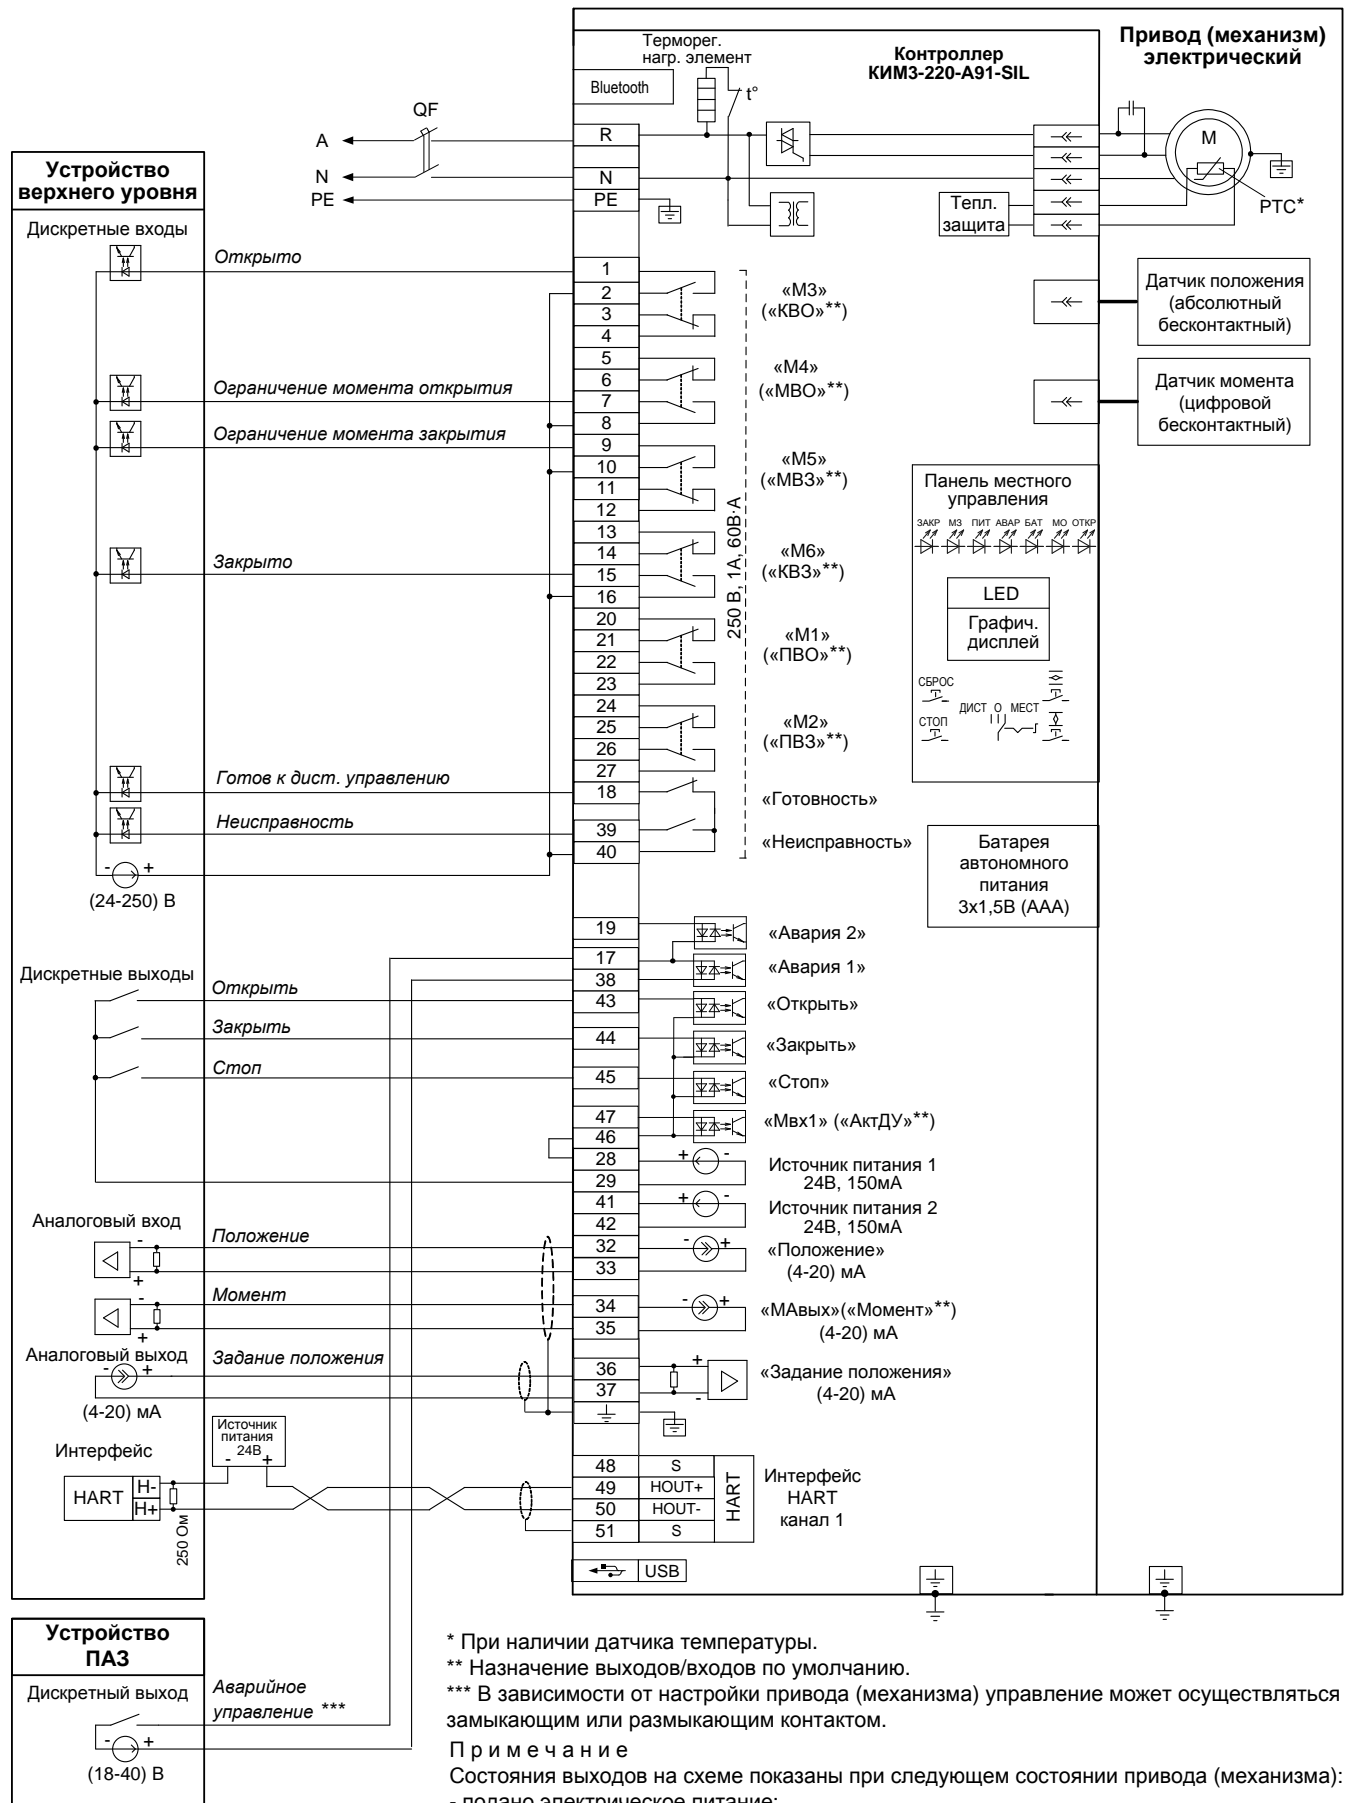 Привод (механизм)
электрический
Контроллер
КИМ3-220-A91-SIL
Терморег.
нагр. элемент
Bluetooth
t°
QF
A
N
PE
R
N
PE
M
PTC*
Тепл.
защита
Устройство
верхнего уровня
Дискретные входы
Открыто
Ограничение момента открытия
Ограничение момента закрытия
Закрыто
Готов к дист. управлению
Неисправность
- +
(24-250) В
1
2
3
4
5
6
7
8
9
10
11
12
13
14
15
16
20
21
22
23
24
25
26
27
18
39
40
«М3»
(«КВО»**)
«М4»
(«МВО»**)
«М5»
(«МВЗ»**)
«М6»
(«КВЗ»**)
«М1»
(«ПВО»**)
«М2»
(«ПВЗ»**)
«Готовность»
«Неисправность»
250 В, 1А, 60В·А
Датчик положения
(абсолютный
бесконтактный)
Датчик момента
(цифровой
бесконтактный)
Панель местного
управления
ЗАКР МЗ ПИТ АВАР БАТ МО ОТКР
LED
Графич.
дисплей
СБРОС
СТОП
ДИСТ О МЕСТ
Батарея
автономного
питания
3х1,5В (ААА)
Дискретные выходы
Открыть
Закрыть
Стоп
19
17
38
43
44
45
47
46
28
29
41
42
32
33
34
35
36
37
«Авария 2»
«Авария 1»
«Открыть»
«Закрыть»
«Стоп»
«Мвх1» («АктДУ»**)
+ -
Источник питания 1
24В, 150мА
+ -
Источник питания 2
24В, 150мА
- +
«Положение»
(4-20) мА
- +
«МАвых»(«Момент»**)
(4-20) мА
+
-
«Задание положения»
(4-20) мА
Аналоговый вход
-
+
Положение
-
+
Момент
Аналоговый выход
- +
Задание положения
(4-20) мА
Источник
питания
24В
- +
Интерфейс
HART
H-
H+
250 Ом
48 S
49 HOUT+
50 HOUT-
51 S
HART
Интерфейс
HART
канал 1
USB
Устройство
ПАЗ
Дискретный выход
Аварийное
управление ***
- +
(18-40) В
* При наличии датчика температуры.
** Назначение выходов/входов по умолчанию.
*** В зависимости от настройки привода (механизма) управление может осуществляться
замыкающим или размыкающим контактом.
П р и м е ч а н и е
Состояния выходов на схеме показаны при следующем состоянии привода (механизма):
- подано электрическое питание;